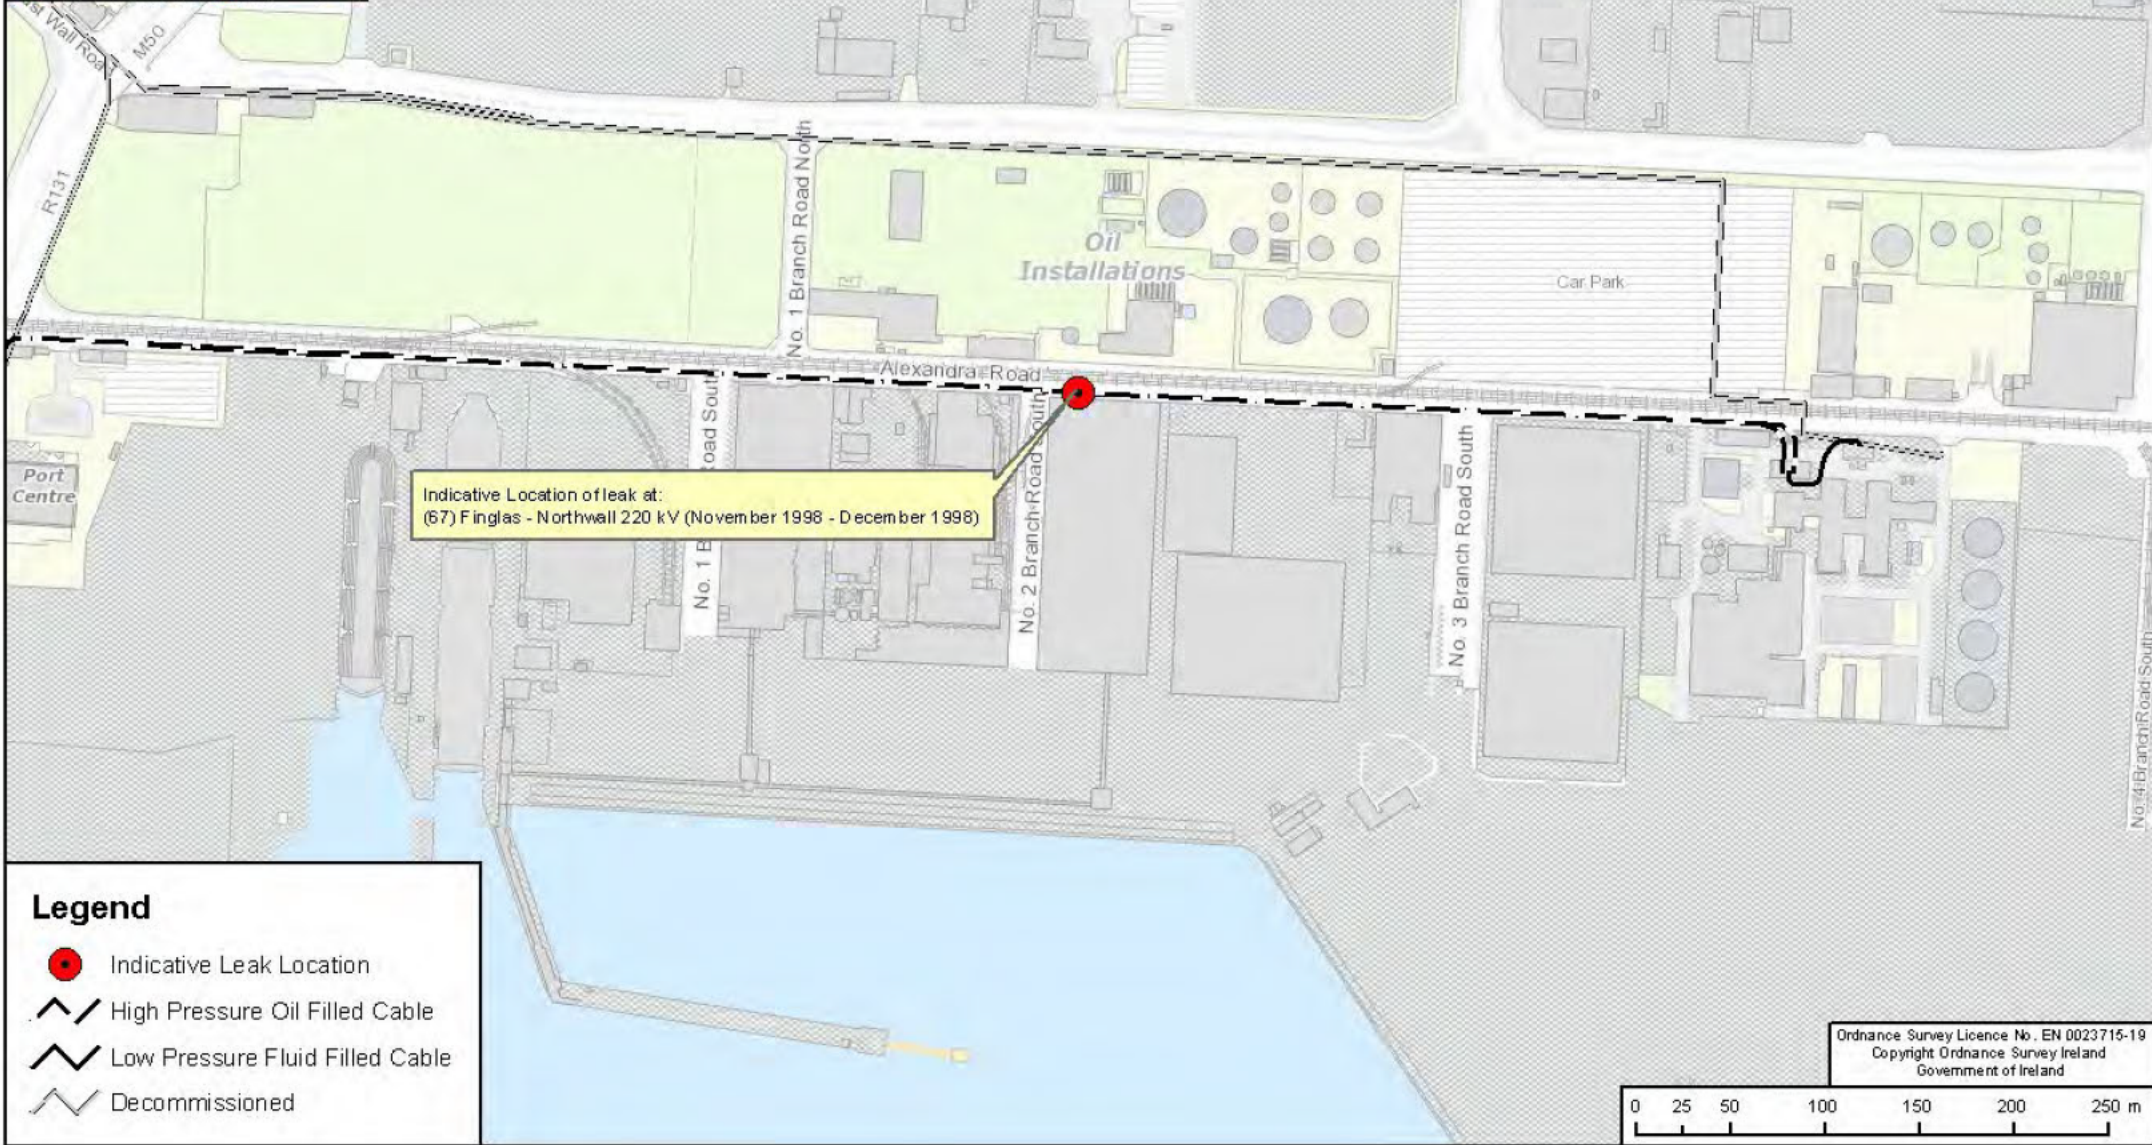 Wall Road
M50
R131
No. 1 Branch Road North
Oil
Installations
Car Park
Alexandra Road
Port
Centre
Indicative Location of leak at:
(67) Finglas - Northwall 220 kV (November 1998 - December 1998)
No. 1 B
Road South
No. 2 Branch Road South
No. 3 Branch Road South
No. 4 Branch Road South
Legend
Indicative Leak Location
High Pressure Oil Filled Cable
Low Pressure Fluid Filled Cable
Decommissioned
Ordnance Survey Licence No. EN 0023715-19
Copyright Ordnance Survey Ireland
Government of Ireland
0 25 50 100 150 200 250 m